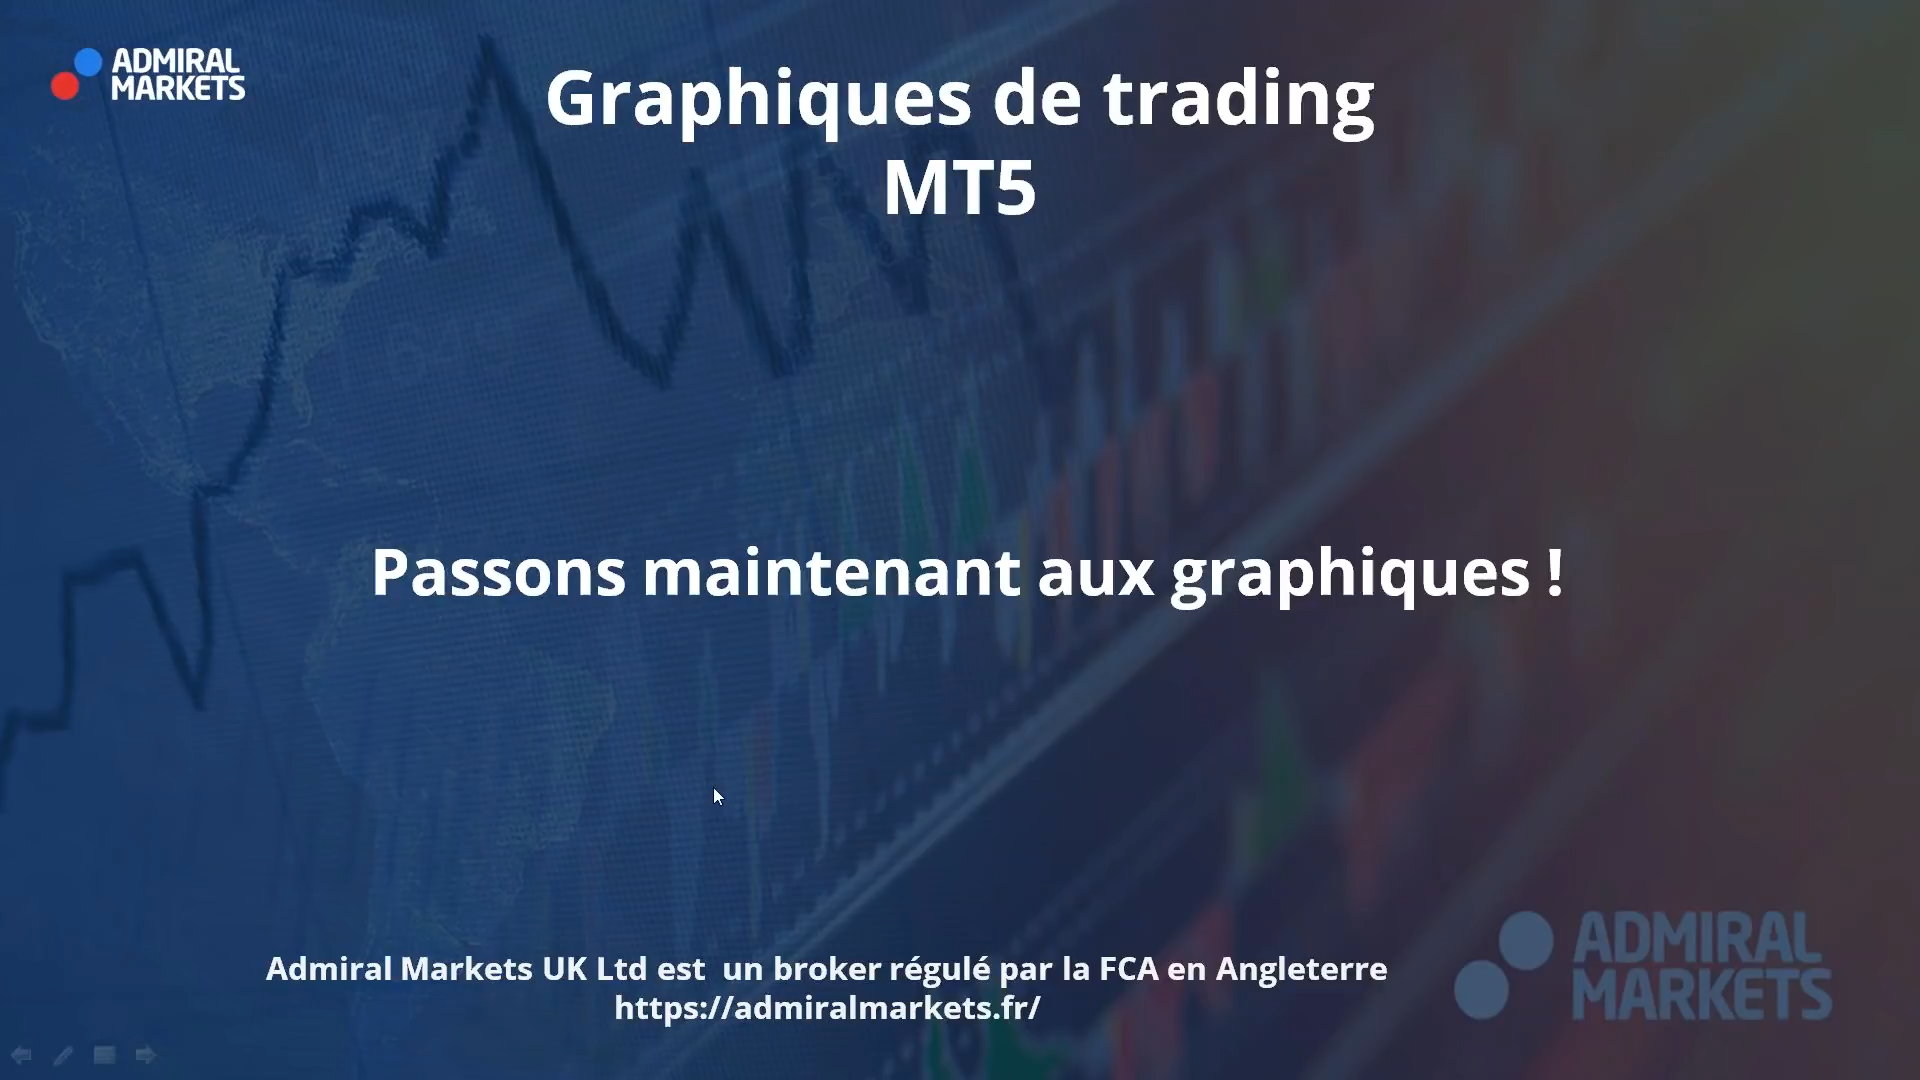 ADMIRAL
MARKETS
Graphiques de trading
MT5
Passons maintenant aux graphiques !
Admiral Markets UK Ltd est  un broker régulé par la FCA en Angleterre
https://admiralmarkets.fr/
ADMIRAL
MARKETS